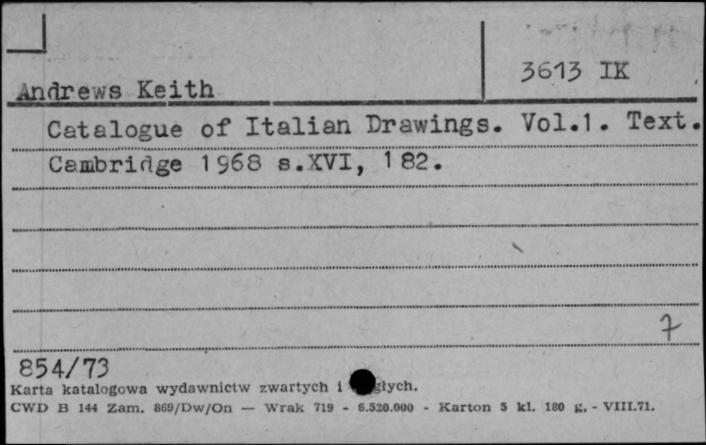 3613 IK
Andrews Keith
Catalogue of Italian Drawings. Vol.1. Text.
Cambridge 1968 s.XVI, 182.
7
854/73
Karta katalogowa wydawnictw zwartych i głych.
CWD B 144 Zam. 869/Dw/On — Wrak 719 - 6.520.000 - Karton 5 kl. 180 g. - VIII.71.